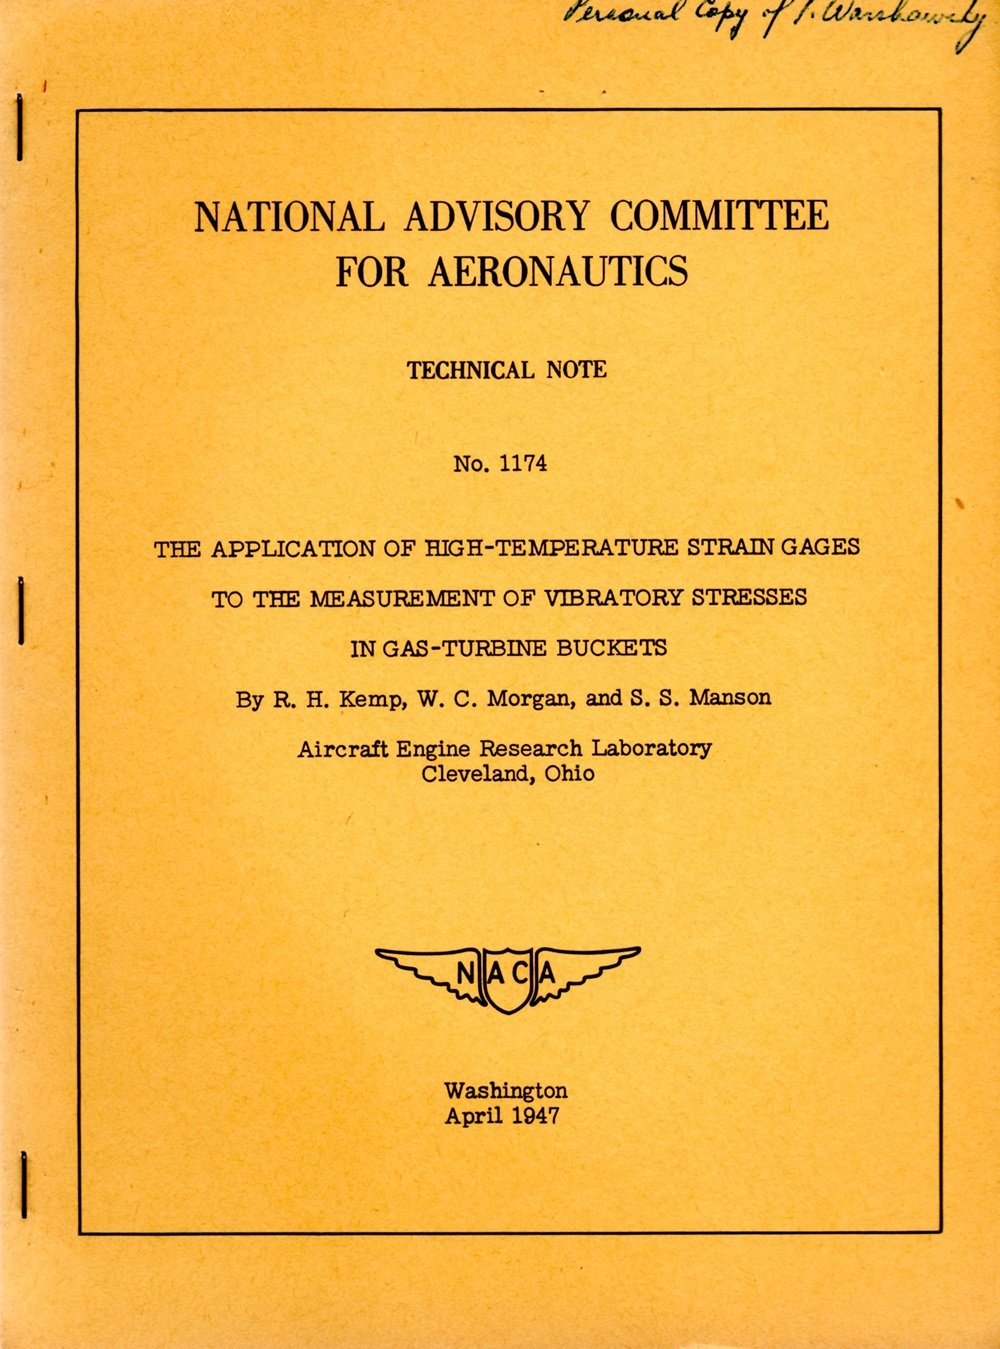 Personal Copy of I. Warshawsky
NATIONAL ADVISORY COMMITTEE
FOR AERONAUTICS
TECHNICAL NOTE
No. 1174
THE APPLICATION OF HIGH-TEMPERATURE STRAIN GAGES
TO THE MEASUREMENT OF VIBRATORY STRESSES
IN GAS-TURBINE BUCKETS
By R. H. Kemp, W. C. Morgan, and S. S. Manson
Aircraft Engine Research Laboratory
Cleveland, Ohio
NACA
Washington
April 1947